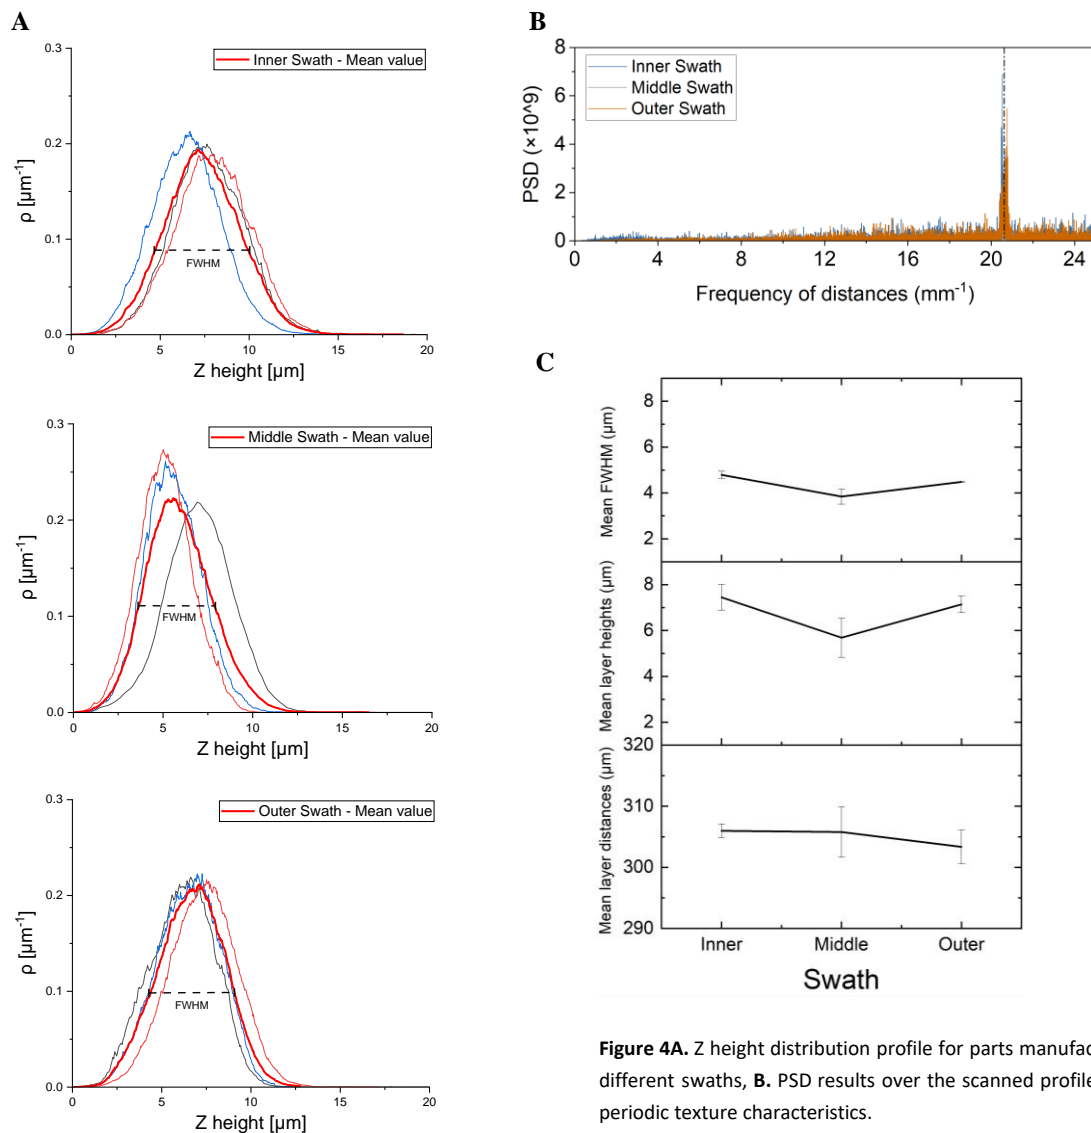 A
Inner Swath - Mean value
0.3
0.2
0.1
0.0
ρ [µm⁻¹]
FWHM
0 5 10 15 20
Z height [µm]
Middle Swath - Mean value
0.3
0.2
0.1
0.0
ρ [µm⁻¹]
FWHM
0 5 10 15 20
Z height [µm]
Outer Swath - Mean value
0.3
0.2
0.1
0.0
ρ [µm⁻¹]
FWHM
0 5 10 15 20
Z height [µm]
B
Inner Swath
Middle Swath
Outer Swath
8
6
4
2
0
PSD (×10^9)
0 4 8 12 16 20 24
Frequency of distances (mm⁻¹)
C
8
6
4
2
Mean FWHM (µm)
8
6
4
2
Mean layer heights (µm)
320
310
300
290
Mean layer distances (µm)
Inner Middle Outer
Swath
Figure 4A. Z height distribution profile for parts manufac
different swaths, B. PSD results over the scanned profile
periodic texture characteristics.